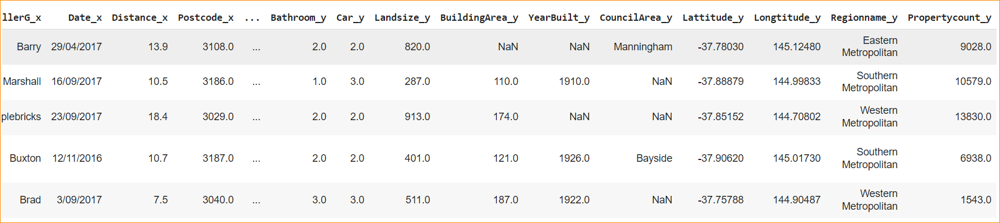 llerG_x Date_x Distance_x Postcode_x ... Bathroom_y Car_y Landsize_y BuildingArea_y YearBuilt_y CouncilArea_y Lattitude_y Longtitude_y Regionname_y Propertycount_y
Barry 29/04/2017 13.9 3108.0 ... 2.0 2.0 820.0 NaN NaN Manningham -37.78030 145.12480 Eastern Metropolitan 9028.0
Marshall 16/09/2017 10.5 3186.0 ... 1.0 3.0 287.0 110.0 1910.0 NaN -37.88879 144.99833 Southern Metropolitan 10579.0
plebricks 23/09/2017 18.4 3029.0 ... 2.0 2.0 913.0 174.0 NaN NaN -37.85152 144.70802 Western Metropolitan 13830.0
Buxton 12/11/2016 10.7 3187.0 ... 2.0 2.0 401.0 121.0 1926.0 Bayside -37.90620 145.01730 Southern Metropolitan 6938.0
Brad 3/09/2017 7.5 3040.0 ... 3.0 3.0 511.0 187.0 1922.0 NaN -37.75788 144.90487 Western Metropolitan 1543.0